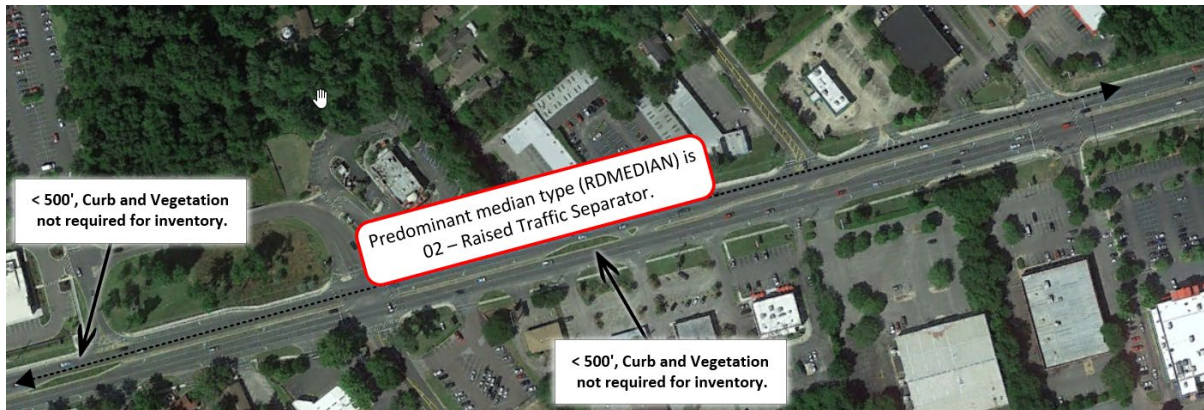 < 500', Curb and Vegetation
not required for inventory.
Predominant median type (RDMEDIAN) is
02 – Raised Traffic Separator.
< 500', Curb and Vegetation
not required for inventory.